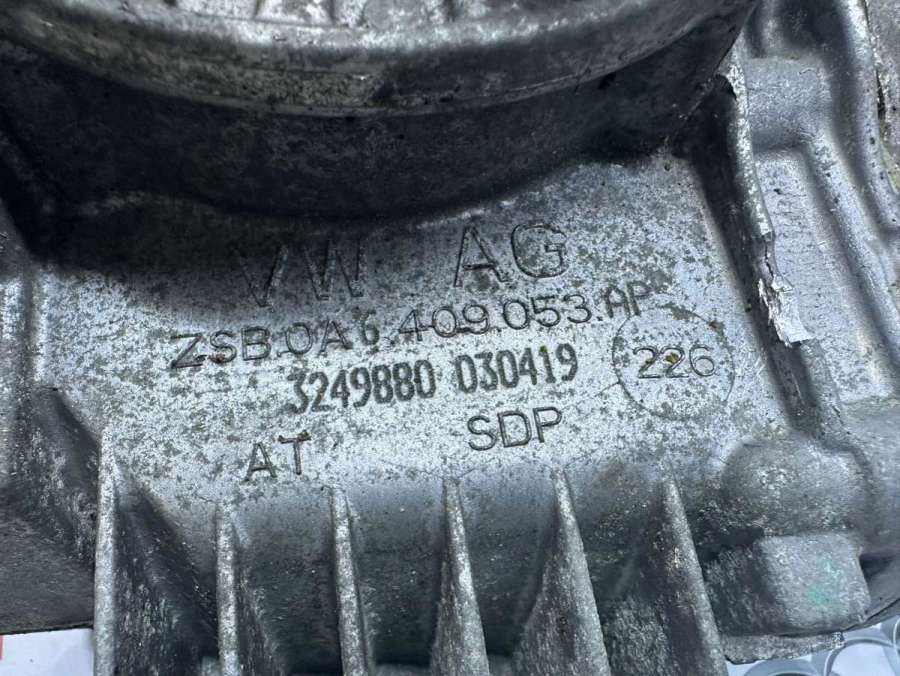 VW AG
ZSB.0A6.409.053.AP
3249880 030419 226
AT SDP